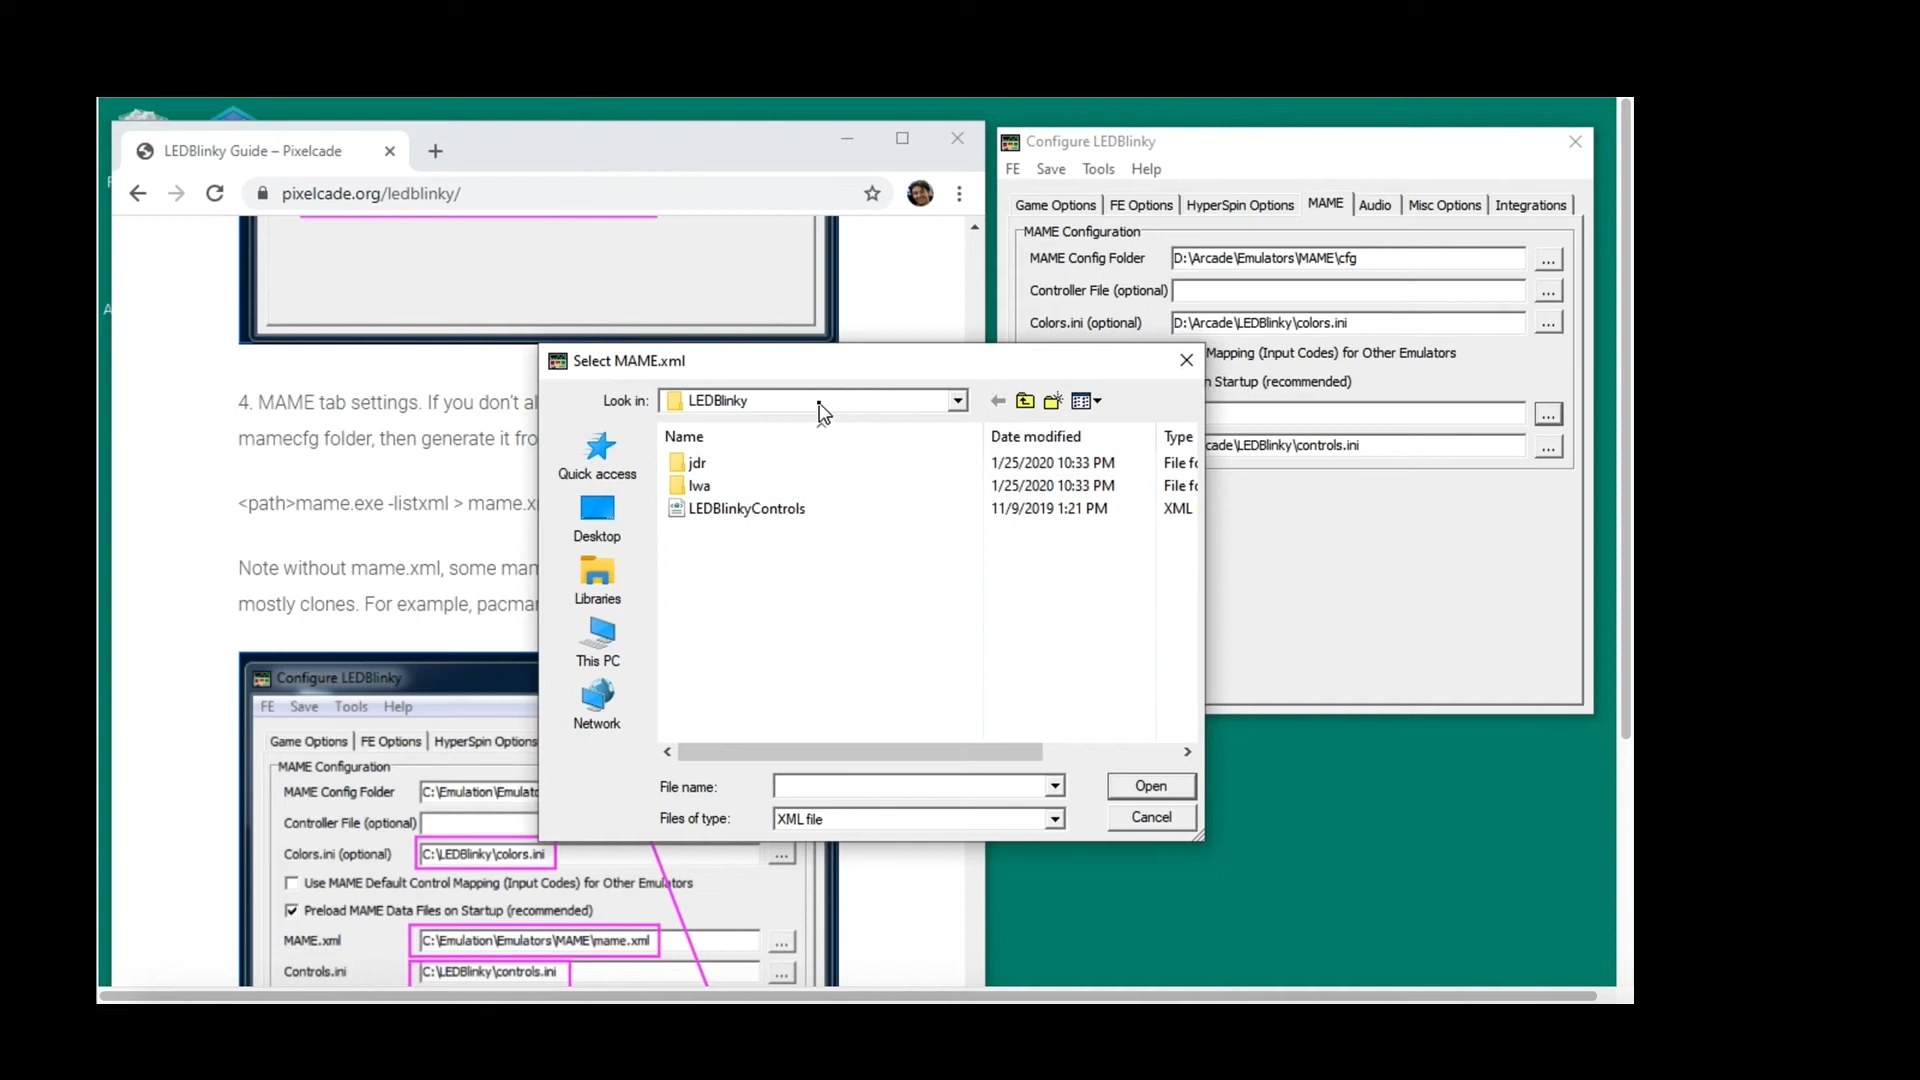 LEDBlinky Guide – Pixelcade
pixelcade.org/ledblinky/
4. MAME tab settings. If you don't al
mamecfg folder, then generate it fro
<path>mame.exe -listxml > mame.x
Note without mame.xml, some mam
mostly clones. For example, pacma
Configure LEDBlinky
FE Save Tools Help
Game Options FE Options HyperSpin Options
MAME Configuration
MAME Config Folder C:\Emulation\Emulato
Controller File (optional)
Colors.ini (optional) C:\LEDBlinky\colors.ini ...
Use MAME Default Control Mapping (Input Codes) for Other Emulators
Preload MAME Data Files on Startup (recommended)
MAME.xml C:\Emulation\Emulators\MAME\mame.xml ...
Controls.ini C:\LEDBlinky\controls.ini ...
Configure LEDBlinky
FE Save Tools Help
Game Options FE Options HyperSpin Options MAME Audio Misc Options Integrations
MAME Configuration
MAME Config Folder D:\Arcade\Emulators\MAME\cfg ...
Controller File (optional) ...
Colors.ini (optional) D:\Arcade\LEDBlinky\colors.ini ...
Mapping (Input Codes) for Other Emulators
n Startup (recommended)
...
cade\LEDBlinky\controls.ini ...
Select MAME.xml
Look in: LEDBlinky
Quick access
Desktop
Libraries
This PC
Network
Name Date modified Type
jdr 1/25/2020 10:33 PM File fo
lwa 1/25/2020 10:33 PM File fo
LEDBlinkyControls 11/9/2019 1:21 PM XML
File name: Open
Files of type: XML file Cancel